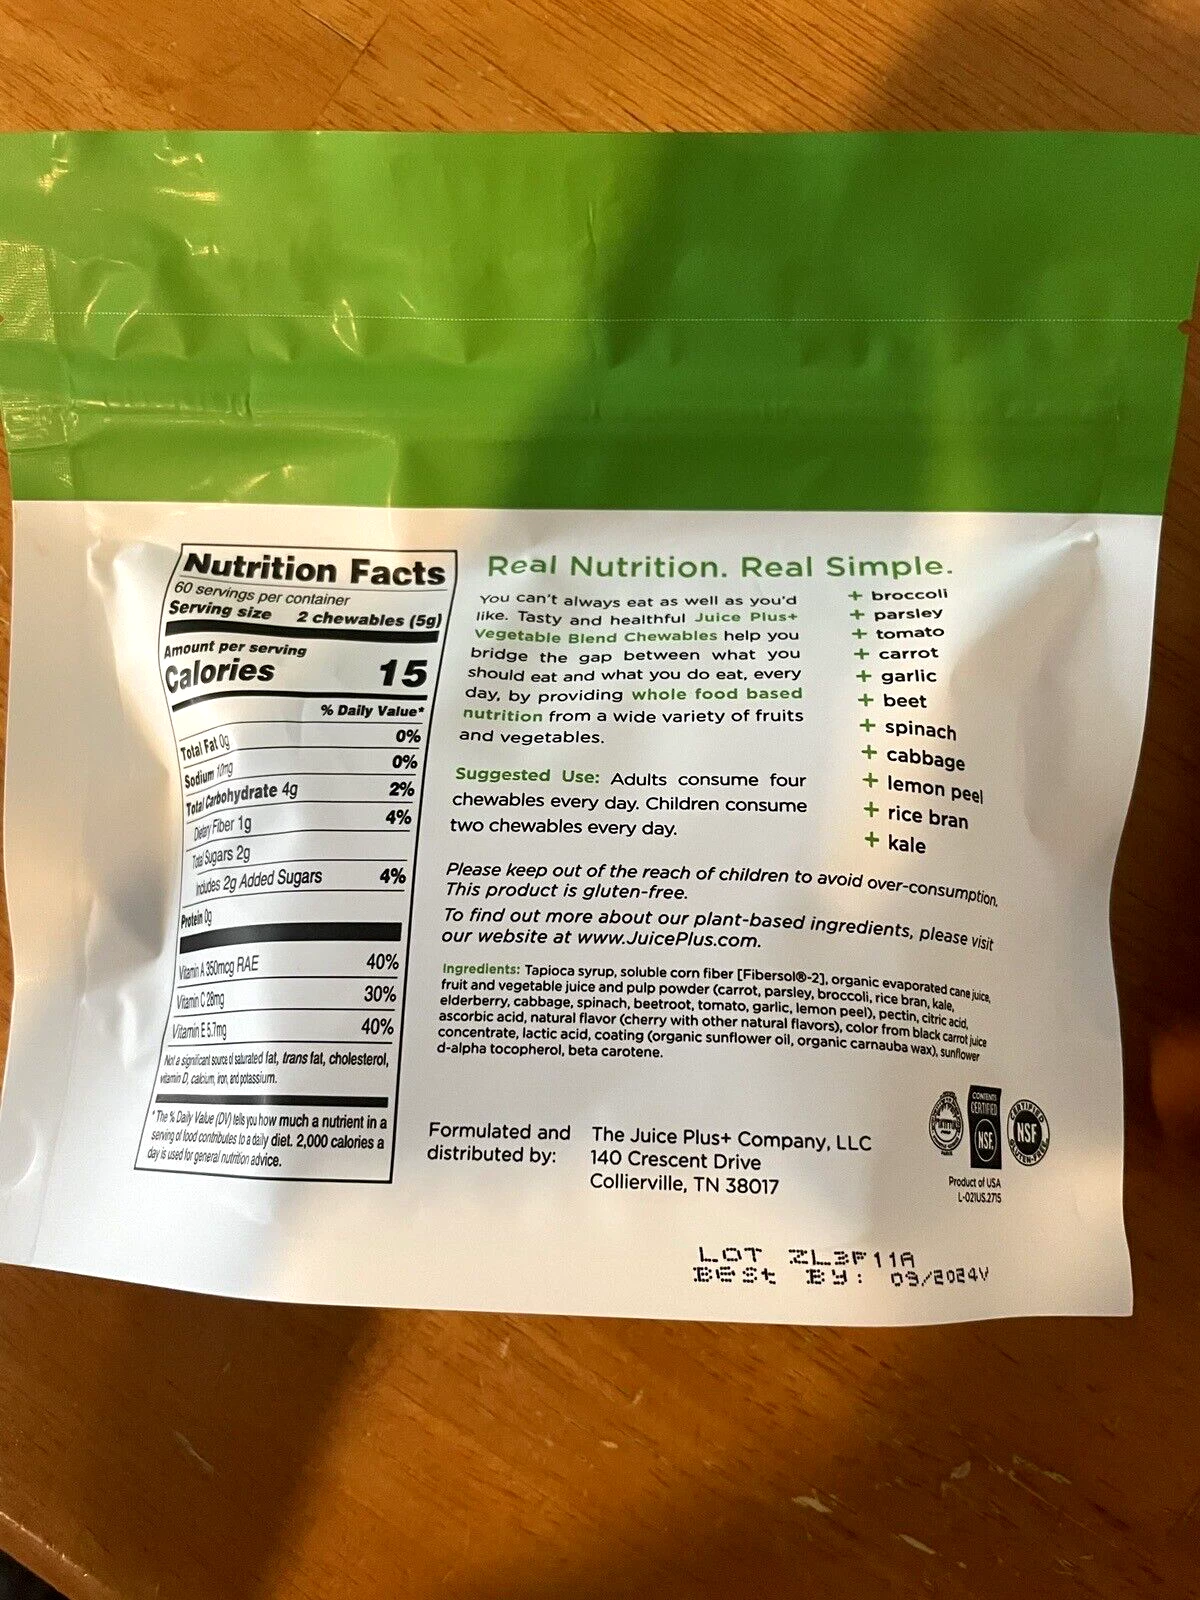 Nutrition Facts
60 servings per container
Serving size 2 chewables (5g)
Amount per serving
Calories 15
% Daily Value*
Total Fat 0g 0%
Sodium 10mg 0%
Total Carbohydrate 4g 2%
Dietary Fiber 1g 4%
Total Sugars 2g
Includes 2g Added Sugars 4%
Protein 0g
Vitamin A 350mcg RAE 40%
Vitamin C 28mg 30%
Vitamin E 5.7mg 40%
Not a significant source of saturated fat, trans fat, cholesterol,
vitamin D, calcium, iron, and potassium.
* The % Daily Value (DV) tells you how much a nutrient in a
serving of food contributes to a daily diet. 2,000 calories a
day is used for general nutrition advice.
Real Nutrition. Real Simple.
You can't always eat as well as you'd
like. Tasty and healthful Juice Plus+
Vegetable Blend Chewables help you
bridge the gap between what you
should eat and what you do eat, every
day, by providing whole food based
nutrition from a wide variety of fruits
and vegetables.
+ broccoli
+ parsley
+ tomato
+ carrot
+ garlic
+ beet
+ spinach
+ cabbage
+ lemon peel
+ rice bran
+ kale
Suggested Use: Adults consume four
chewables every day. Children consume
two chewables every day.
Please keep out of the reach of children to avoid over-consumption.
This product is gluten-free.
To find out more about our plant-based ingredients, please visit
our website at www.JuicePlus.com.
Ingredients: Tapioca syrup, soluble corn fiber [Fibersol®-2], organic evaporated cane juice,
fruit and vegetable juice and pulp powder (carrot, parsley, broccoli, rice bran, kale,
elderberry, cabbage, spinach, beetroot, tomato, garlic, lemon peel), pectin, citric acid,
ascorbic acid, natural flavor (cherry with other natural flavors), color from black carrot juice
concentrate, lactic acid, coating (organic sunflower oil, organic carnauba wax), sunflower
d-alpha tocopherol, beta carotene.
Formulated and
distributed by:
The Juice Plus+ Company, LLC
140 Crescent Drive
Collierville, TN 38017
CONTENTS
CERTIFIED
NSF
CERTIFIED
NSF
GLUTEN-FREE
Product of USA
L-021US.2715
LOT ZL3F11A
Best By: 09/2024V